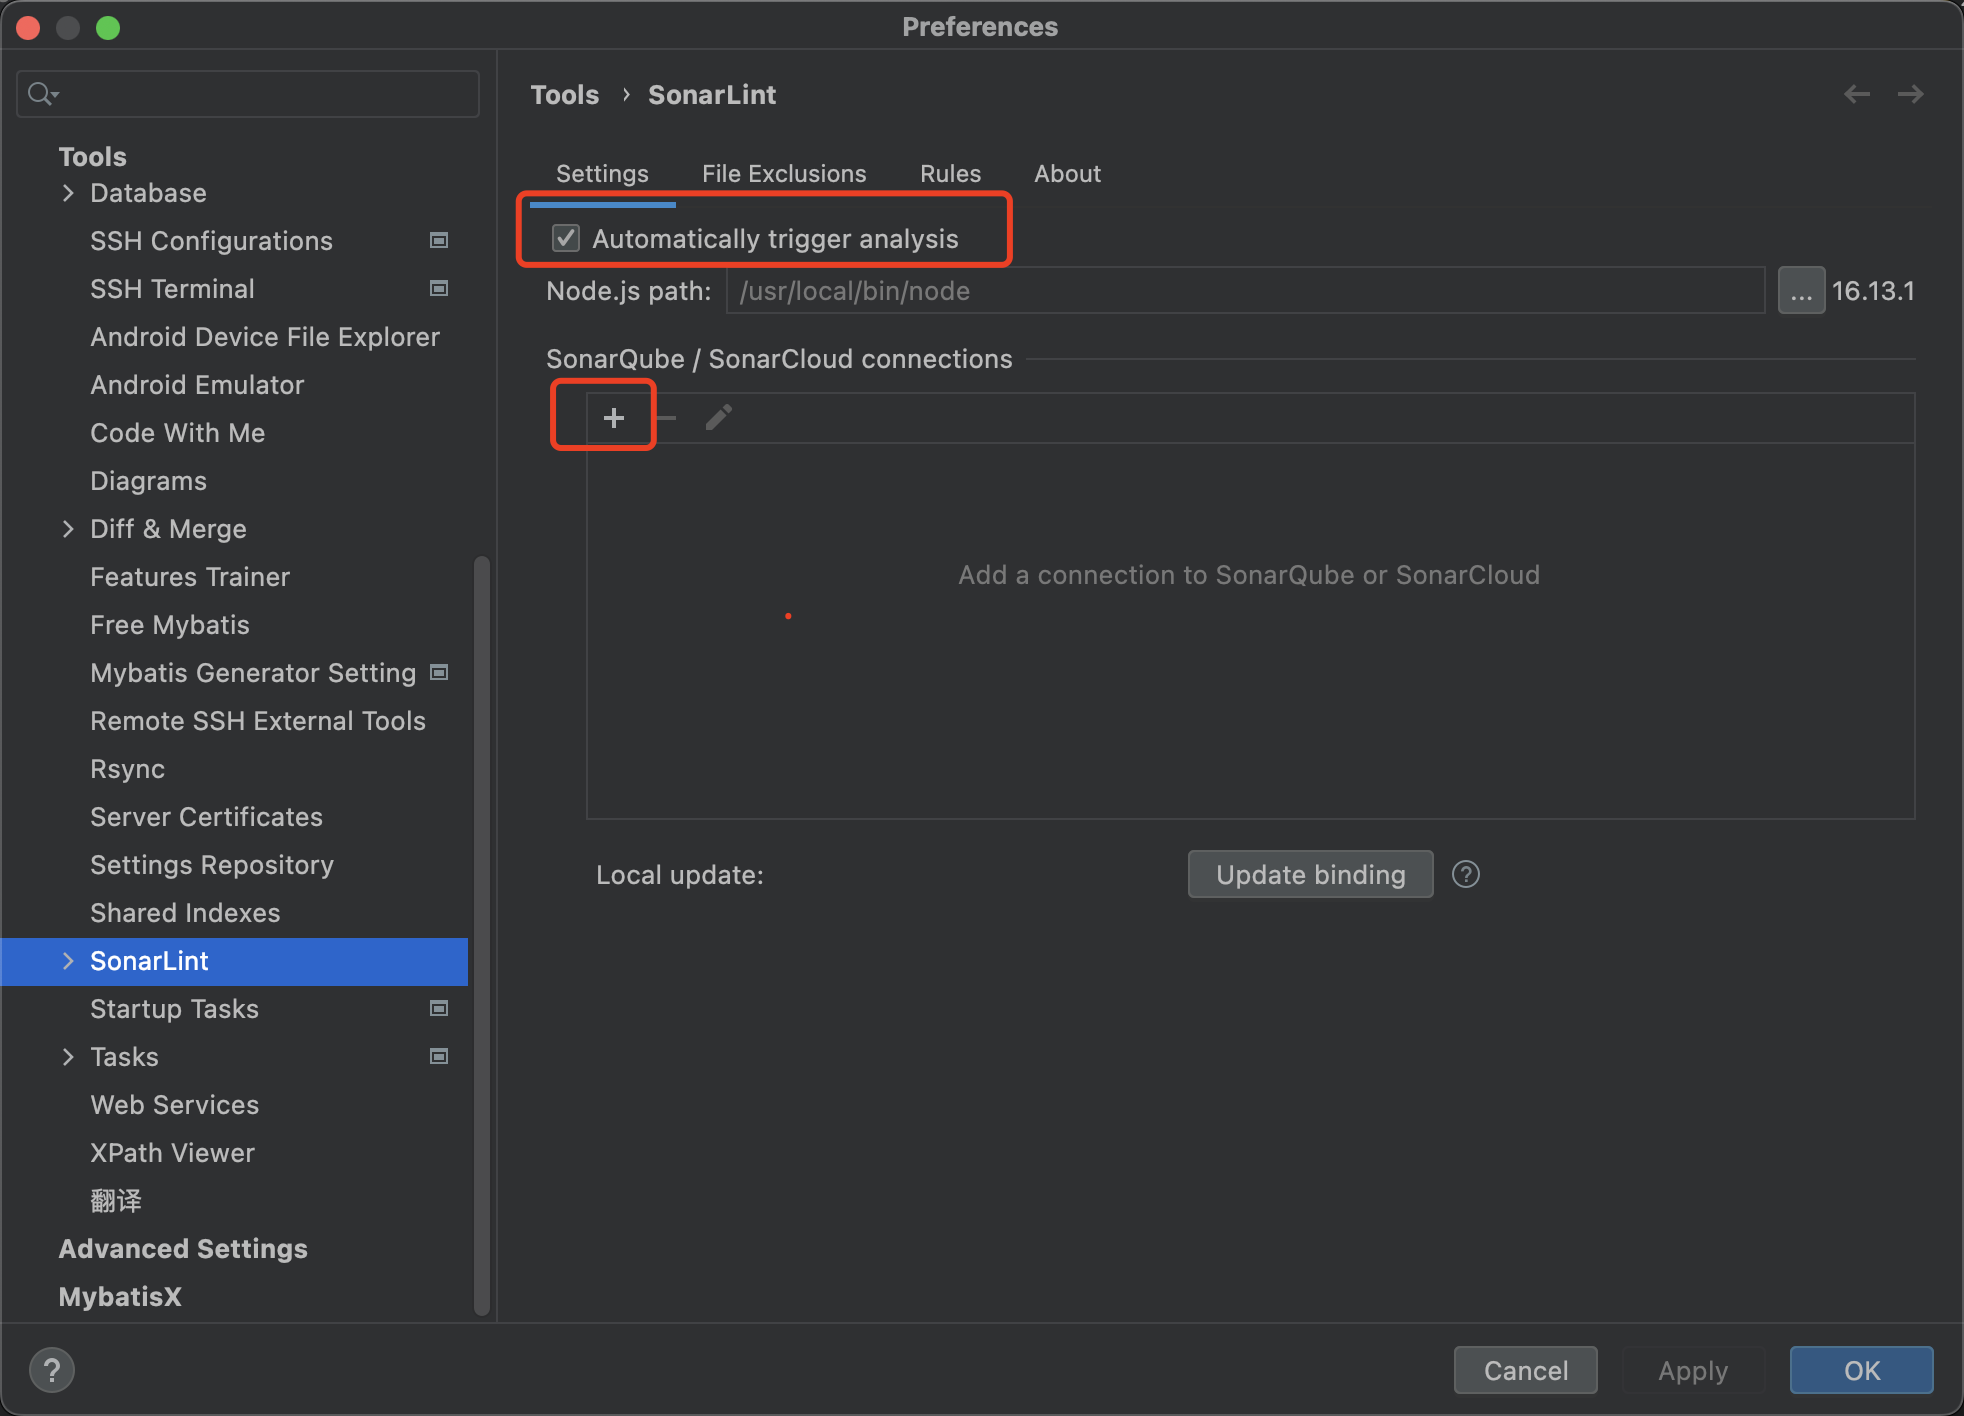 Preferences
Tools › SonarLint
Tools
Database
SSH Configurations
SSH Terminal
Android Device File Explorer
Android Emulator
Code With Me
Diagrams
Diff & Merge
Features Trainer
Free Mybatis
Mybatis Generator Setting
Remote SSH External Tools
Rsync
Server Certificates
Settings Repository
Shared Indexes
SonarLint
Startup Tasks
Tasks
Web Services
XPath Viewer
翻译
Advanced Settings
MybatisX
Settings File Exclusions Rules About
Automatically trigger analysis
Node.js path: /usr/local/bin/node ... 16.13.1
SonarQube / SonarCloud connections
Add a connection to SonarQube or SonarCloud
Local update: Update binding ?
? Cancel Apply OK